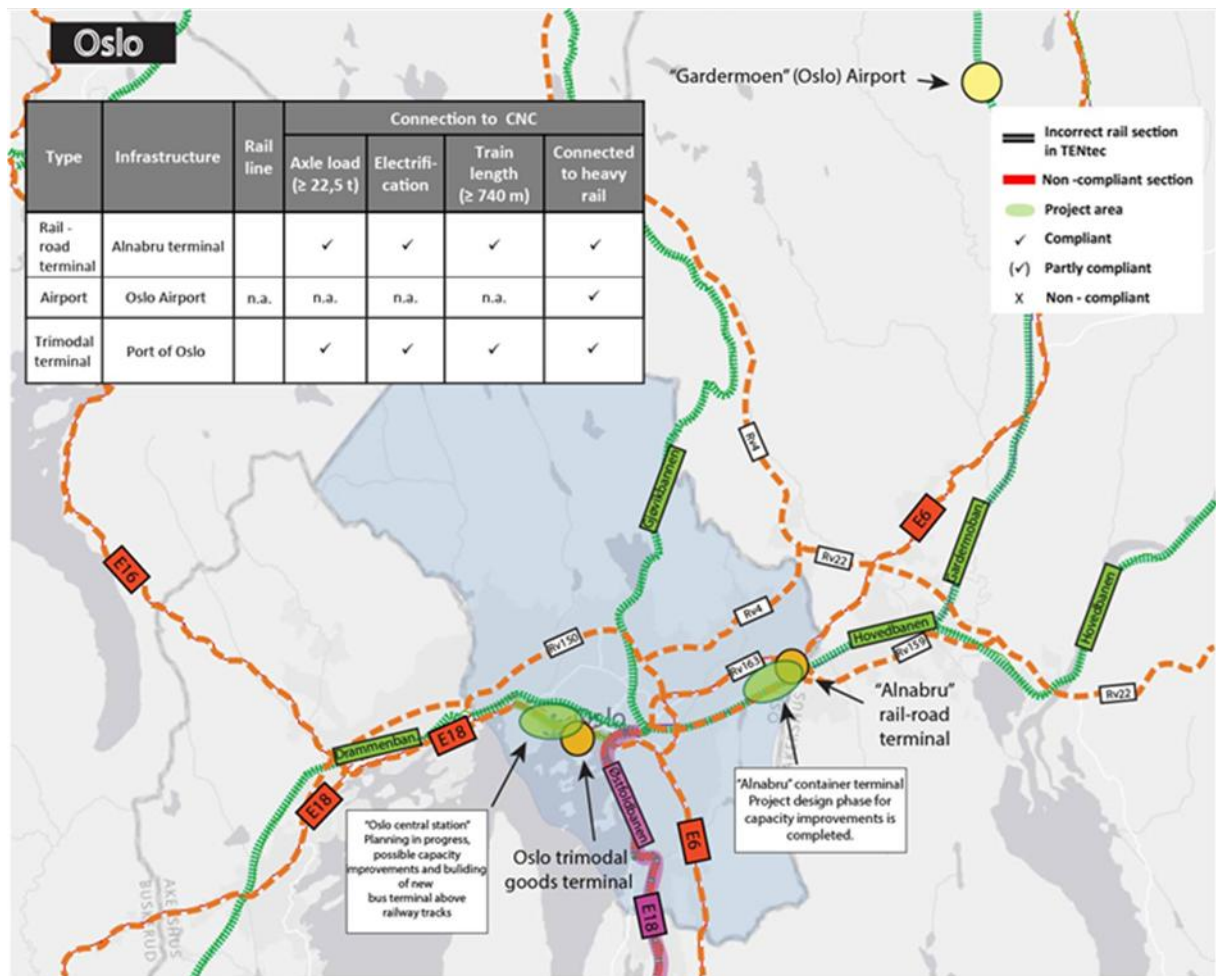 Oslo
"Gardermoen" (Oslo) Airport
Connection to CNC
Type
Infrastructure
Rail
line
Axle load
(≥ 22,5 t)
Electrifi-
cation
Train
length
(≥ 740 m)
Connected
to heavy
rail
Rail -
road
terminal
Alnabru terminal
✓
✓
✓
✓
Airport
Oslo Airport
n.a.
n.a.
n.a.
n.a.
✓
Trimodal
terminal
Port of Oslo
✓
✓
✓
✓
Incorrect rail section
in TENtec
Non -compliant section
Project area
✓ Compliant
(✓) Partly compliant
X Non - compliant
Rv4
Gjøvikbannen
E6
Gardermoban
Rv22
E16
Hovedbanen
Rv4
Hovedbanen
Rv150
Rv159
Rv163
Rv22
Oslo
Drammenban.
E18
E18
"Alnabru"
rail-road
terminal
Østfoldbanen
"Alnabru" container terminal
Project design phase for
capacity improvements is
completed.
"Oslo central station"
Planning in progress,
possible capacity
improvements and buliding
of new
bus terminal above
railway tracks
Oslo trimodal
goods terminal
E6
E18
AKERSHUS
BUSKERUD